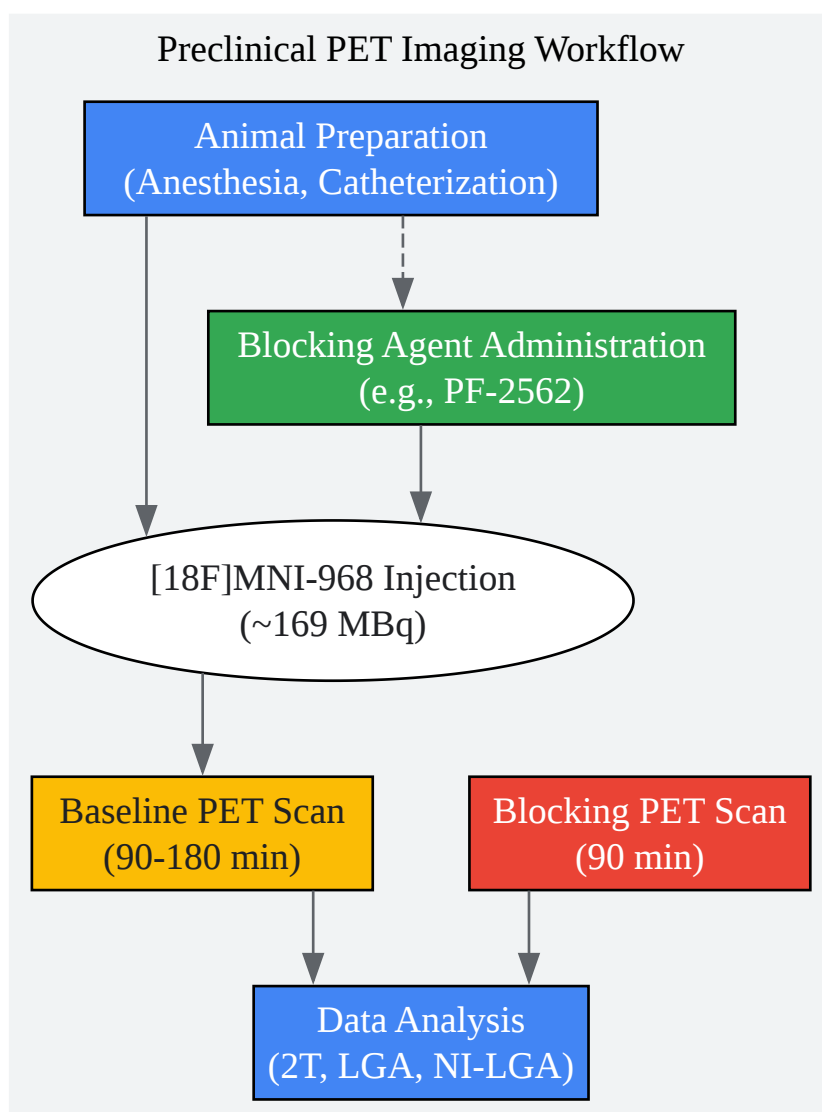 Preclinical PET Imaging Workflow
Animal Preparation
(Anesthesia, Catheterization)
Blocking Agent Administration
(e.g., PF-2562)
[18F]MNI-968 Injection
(~169 MBq)
Baseline PET Scan
(90-180 min)
Blocking PET Scan
(90 min)
Data Analysis
(2T, LGA, NI-LGA)